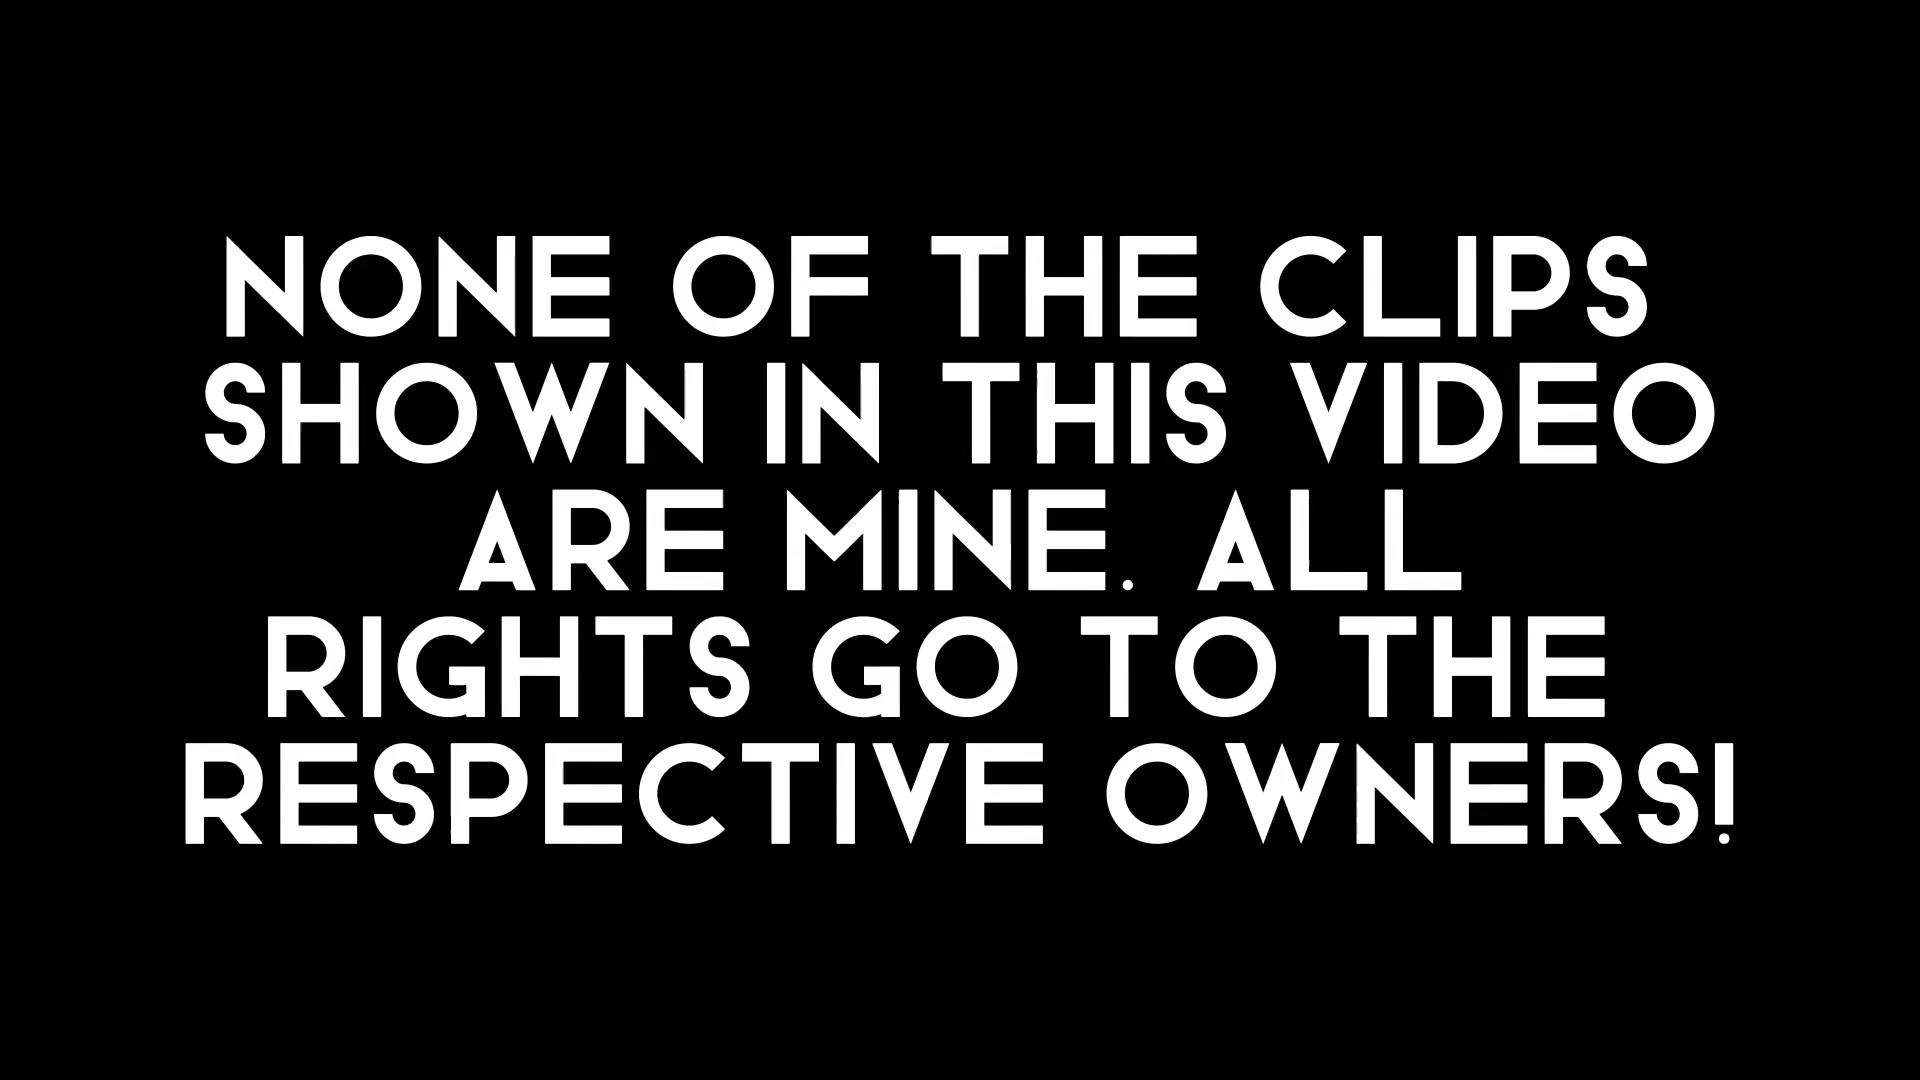 NONE OF THE CLIPS
SHOWN IN THIS VIDEO
ARE MINE. ALL
RIGHTS GO TO THE
RESPECTIVE OWNERS!